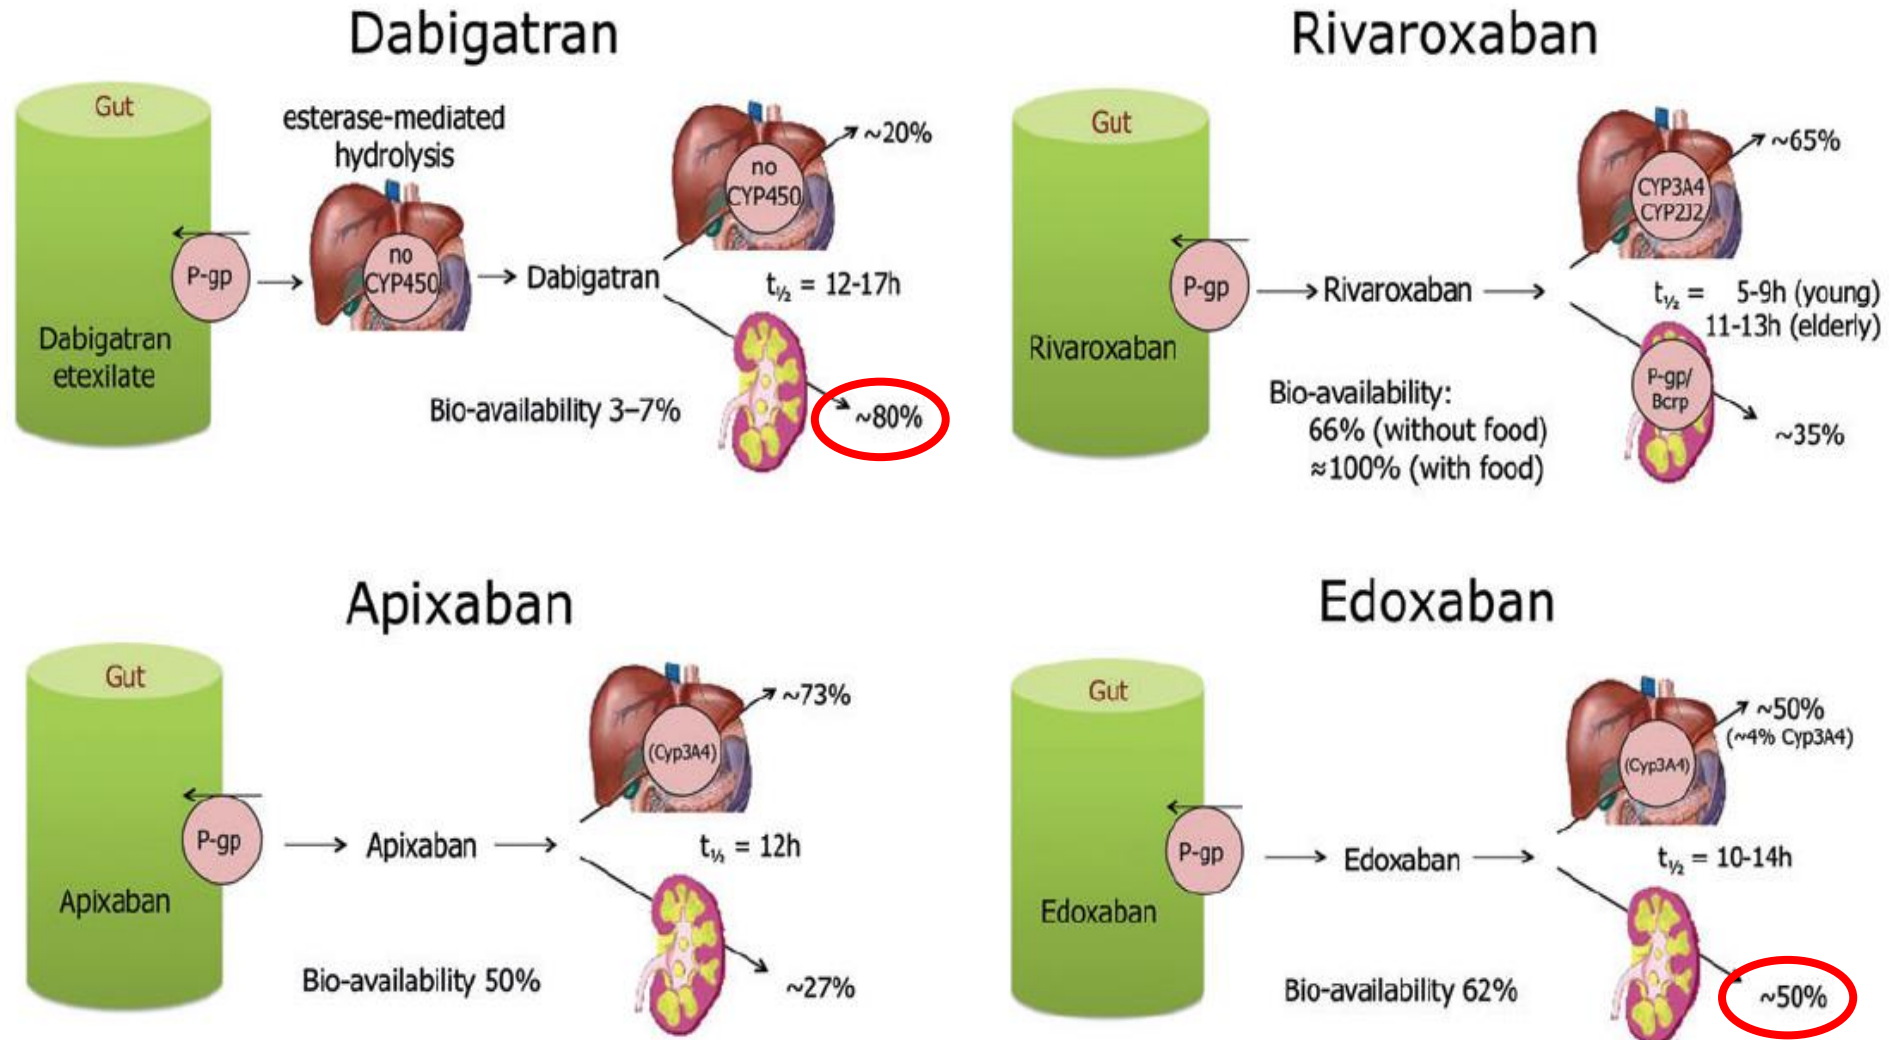 Dabigatran
Gut
esterase-mediated
hydrolysis
P-gp
Dabigatran
etexilate
no
CYP450
Dabigatran
no
CYP450
~20%
t½ = 12-17h
Bio-availability 3–7%
~80%
Rivaroxaban
Gut
P-gp
Rivaroxaban
Rivaroxaban
CYP3A4
CYP2J2
~65%
t½ = 5-9h (young)
11-13h (elderly)
P-gp/
Bcrp
Bio-availability:
66% (without food)
≈100% (with food)
~35%
Apixaban
Gut
P-gp
Apixaban
Apixaban
(Cyp3A4)
~73%
t½ = 12h
Bio-availability 50%
~27%
Edoxaban
Gut
P-gp
Edoxaban
Edoxaban
(Cyp3A4)
~50%
(~4% Cyp3A4)
t½ = 10-14h
Bio-availability 62%
~50%